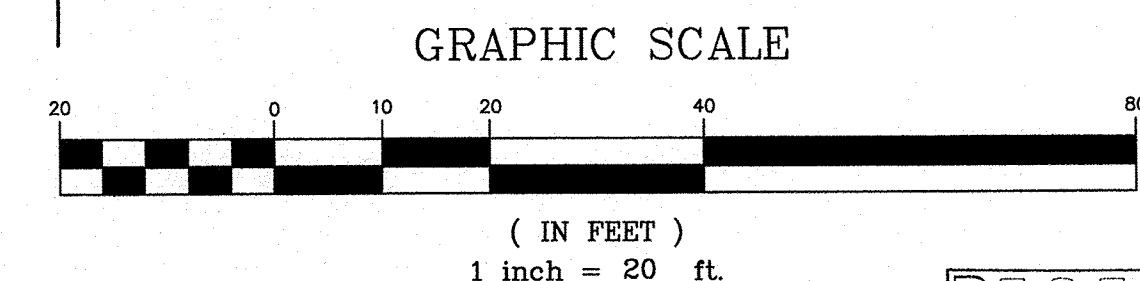 GRAPHIC SCALE
20 0 10 20 40 80
( IN FEET )
1 inch = 20 ft.